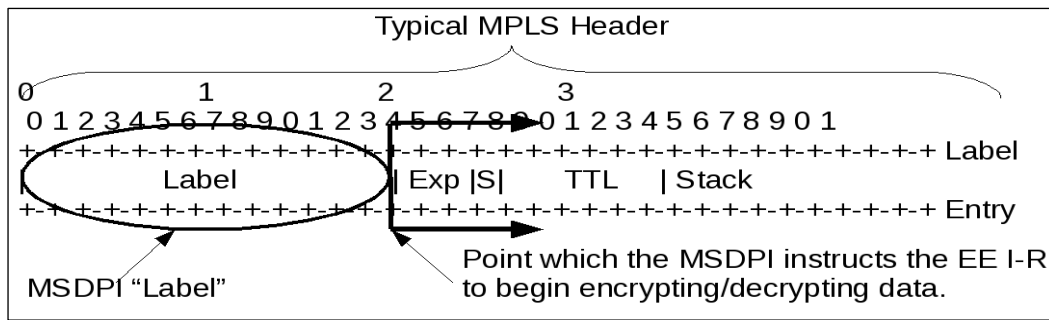 Typical MPLS Header
0 1 2 3
0 1 2 3 4 5 6 7 8 9 0 1 2 3 4 5 6 7 8 9 0 1 2 3 4 5 6 7 8 9 0 1
+-+-+-+-+-+-+-+-+-+-+-+-+-+-+-+-+-+-+-+-+-+-+-+-+-+-+-+-+-+-+-+-+ Label
| Label | Exp |S| TTL | Stack
+-+-+-+-+-+-+-+-+-+-+-+-+-+-+-+-+-+-+-+-+-+-+-+-+-+-+-+-+-+-+-+-+ Entry
MSDPI “Label”
Point which the MSDPI instructs the EE I-R
to begin encrypting/decrypting data.